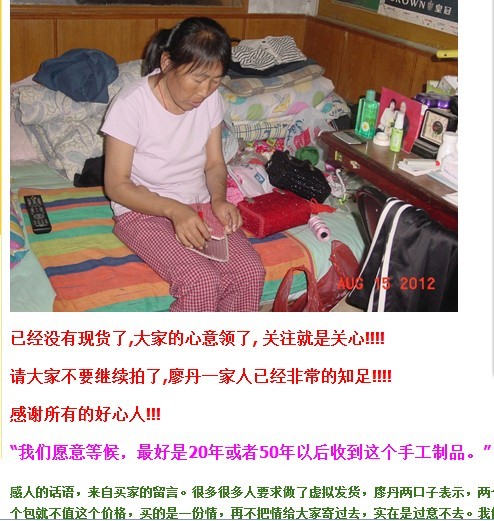 CROWN 皇冠
AUG 15 2012
已经没有现货了,大家的心意领了, 关注就是关心!!!!
请大家不要继续拍了,廖丹一家人已经非常的知足!!!!
感谢所有的好心人!!!
“我们愿意等候，最好是20年或者50年以后收到这个手工制品。”
感人的话语，来自买家的留言。很多很多人要求做了虚拟发货，廖丹两口子表示，两
个包就不值这个价格，买的是一份情，再不把情给大家寄过去，实在是过意不去。我们